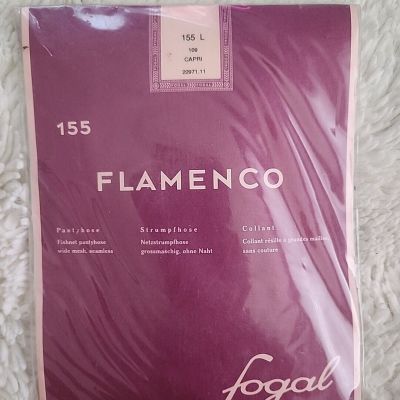 155 L
109
CAPRI
22971.11
155
FLAMENCO
Pantyhose
Fishnet pantyhose
wide mesh, seamless
Strumpfhose
Netzstrumpfhose
grossmaschig, ohne Naht
Collant
Collant résille à grandes mailles,
sans couture
fogal